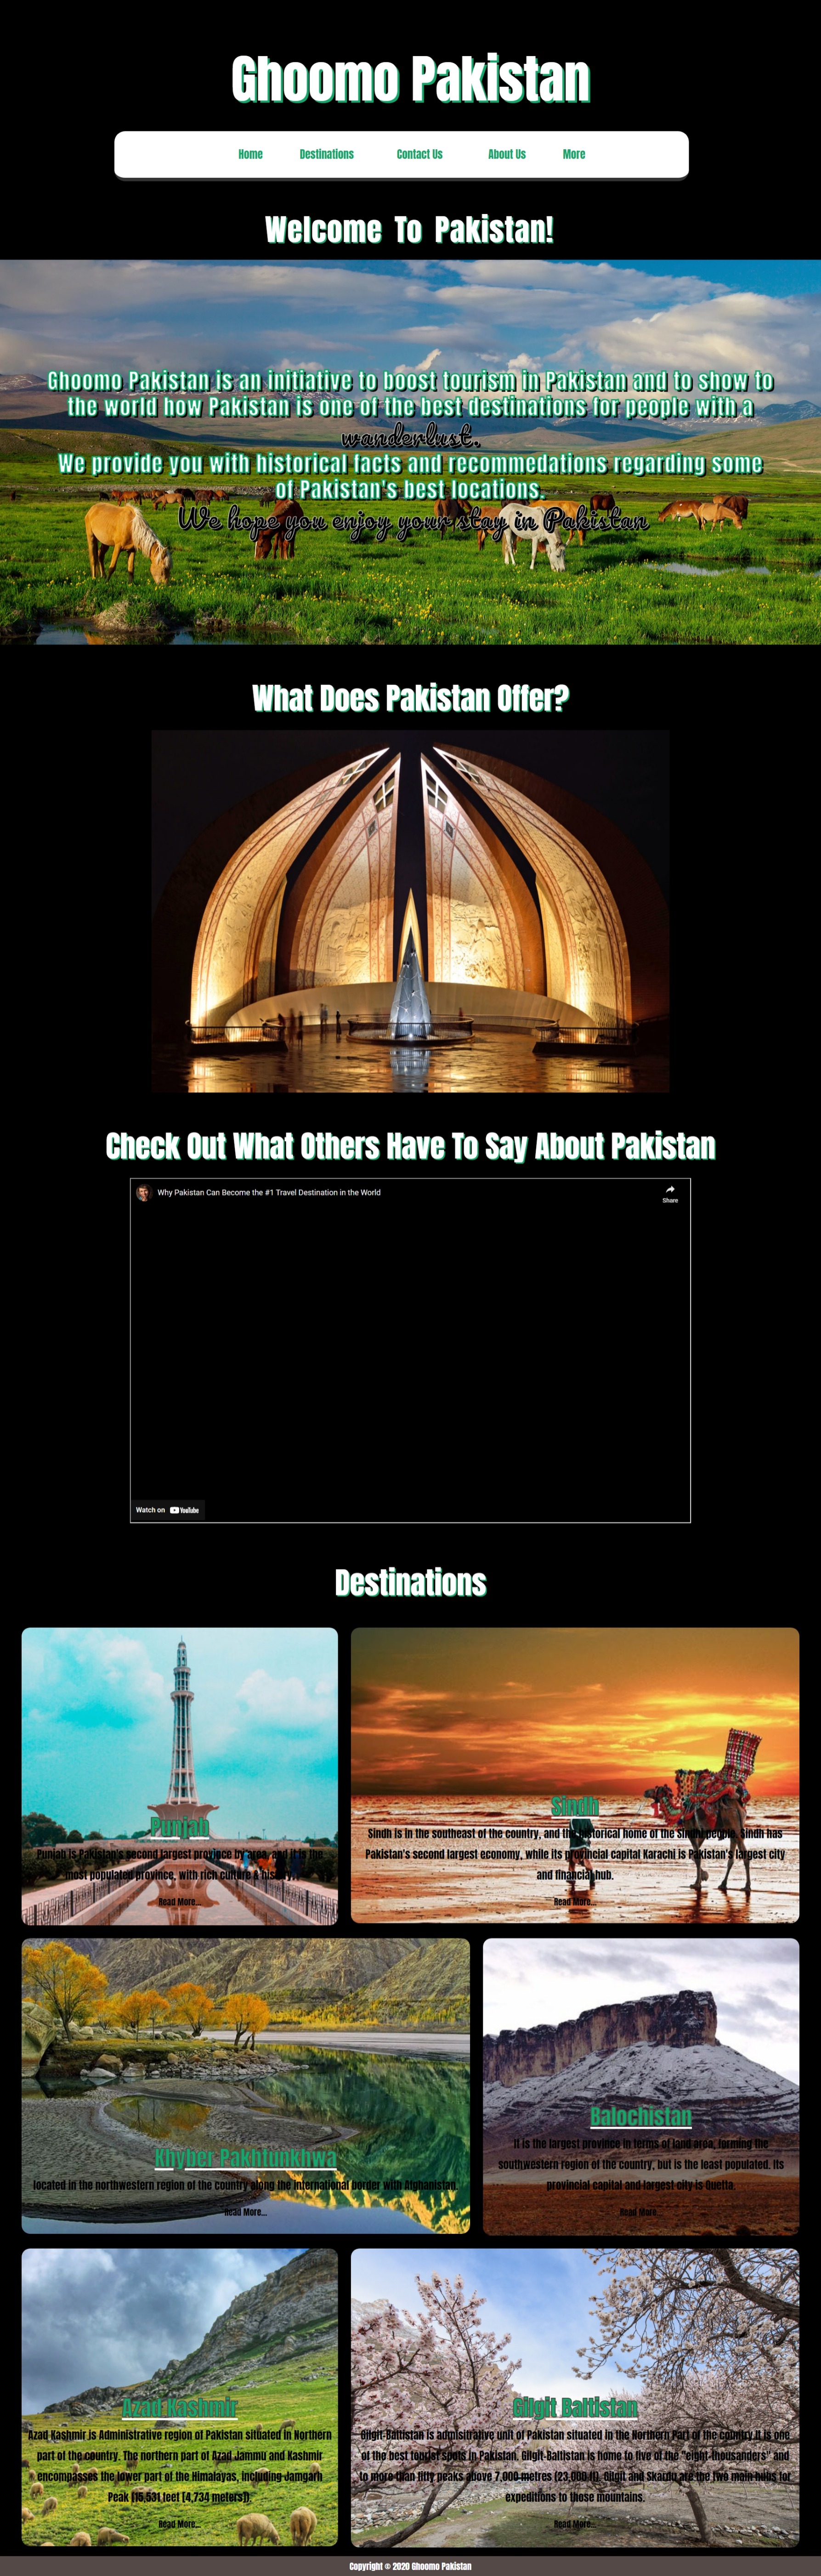 Ghoomo Pakistan
Home Destinations Contact Us About Us More
Welcome To Pakistan!
Ghoomo Pakistan is an initiative to boost tourism in Pakistan and to show to
the world how Pakistan is one of the best destinations for people with a
wanderlust.
We provide you with historical facts and recommedations regarding some
of Pakistan's best locations.
We hope you enjoy your stay in Pakistan
What Does Pakistan Offer?
Check Out What Others Have To Say About Pakistan
Why Pakistan Can Become the #1 Travel Destination in the World
Share
Watch on YouTube
Destinations
Punjab
Punjab is Pakistan's second largest province by area, and it is the
most populated province, with rich culture & history.
Read More...
Sindh
Sindh is in the southeast of the country, and the historical home of the Sindhi people. Sindh has
Pakistan's second largest economy, while its provincial capital Karachi is Pakistan's largest city
and financial hub.
Read More...
Khyber Pakhtunkhwa
located in the northwestern region of the country along the International border with Afghanistan.
Read More...
Balochistan
It is the largest province in terms of land area, forming the
southwestern region of the country, but is the least populated. Its
provincial capital and largest city is Quetta.
Read More...
Azad Kashmir
Azad Kashmir is Administrative region of Pakistan situated in Northern
part of the country. The northern part of Azad Jammu and Kashmir
encompasses the lower part of the Himalayas, including Jamgarh
Peak (15,531 feet [4,734 meters]).
Read More...
Gilgit Baltistan
Gilgit-Baltistan is admisitrative unit of Pakistan situated in the Northern Part of the country.It is one
of the best tourist spots in Pakistan. Gilgit-Baltistan is home to five of the "eight-thousanders" and
to more than fifty peaks above 7,000 metres (23,000 ft). Gilgit and Skardu are the two main hubs for
expeditions to those mountains.
Read More...
Copyright © 2020 Ghoomo Pakistan